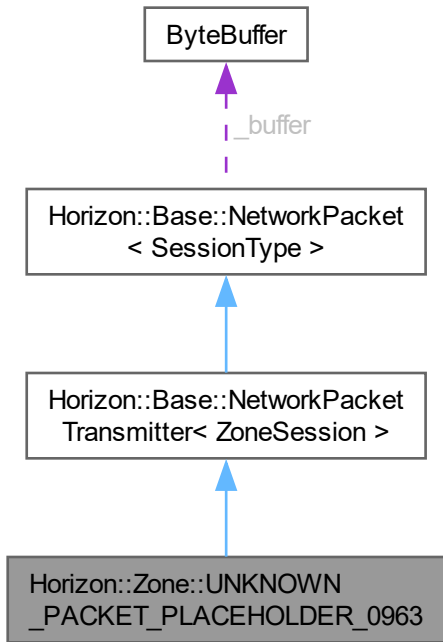 ByteBuffer
_buffer
Horizon::Base::NetworkPacket
< SessionType >
Horizon::Base::NetworkPacket
Transmitter< ZoneSession >
Horizon::Zone::UNKNOWN
_PACKET_PLACEHOLDER_0963